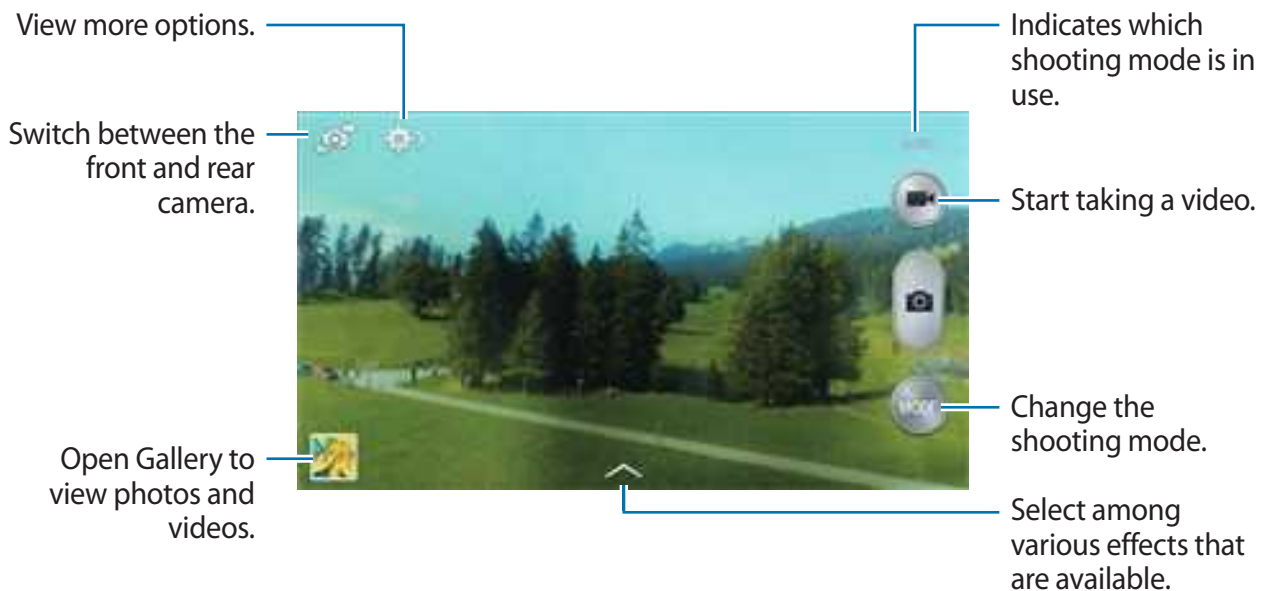 View more options.
Switch between the
front and rear
camera.
Open Gallery to
view photos and
videos.
Indicates which
shooting mode is in
use.
Start taking a video.
MODE
Change the
shooting mode.
Select among
various effects that
are available.